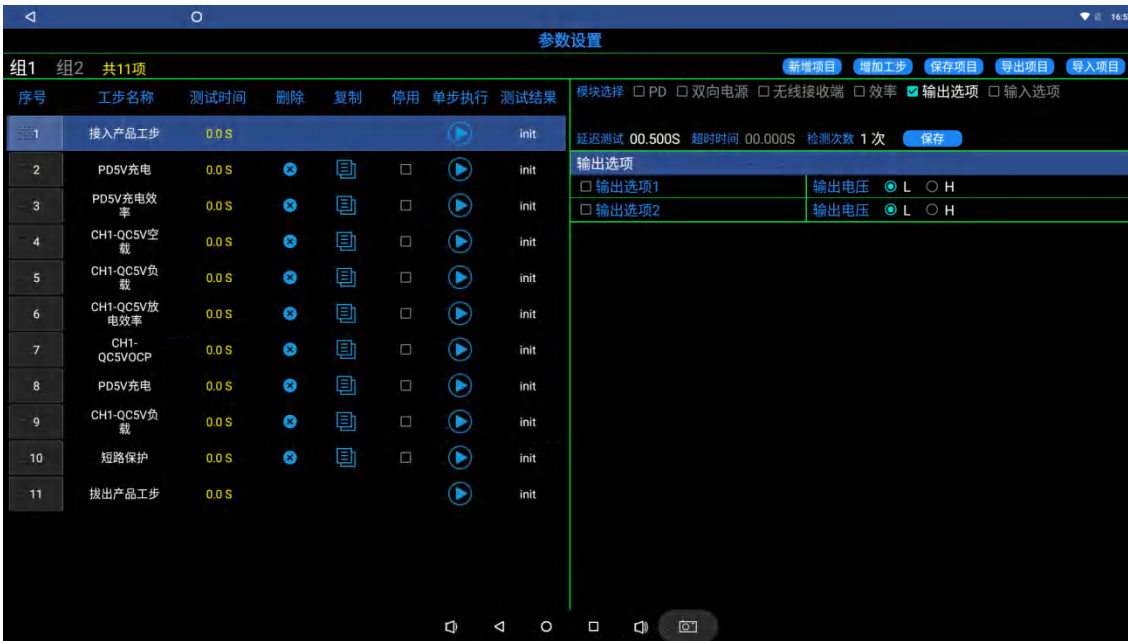 16:5
参数设置
组1 组2 共11项
新增项目 增加工步 保存项目 导出项目 导入项目
序号 工步名称 测试时间 删除 复制 停用 单步执行 测试结果
1 接入产品工步 0.0 S init
2 PD5V充电 0.0 S init
3 PD5V充电效
率 0.0 S init
4 CH1-QC5V空
载 0.0 S init
5 CH1-QC5V负
载 0.0 S init
6 CH1-QC5V放
电效率 0.0 S init
7 CH1-
QC5VOCP 0.0 S init
8 PD5V充电 0.0 S init
9 CH1-QC5V负
载 0.0 S init
10 短路保护 0.0 S init
11 拔出产品工步 0.0 S init
模块选择 PD 双向电源 无线接收端 效率 输出选项 输入选项
延迟测试 00.500S 超时时间 00.000S 检测次数 1 次 保存
输出选项
输出选项1 输出电压 L H
输出选项2 输出电压 L H